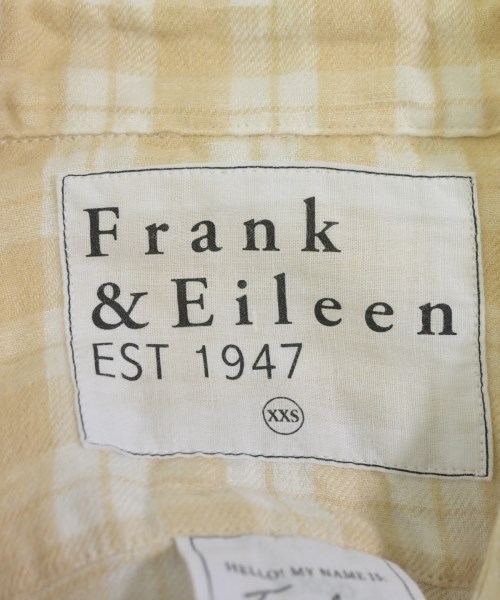 Frank
& Eileen
EST 1947
XXS
HELLO! MY NAME IS: